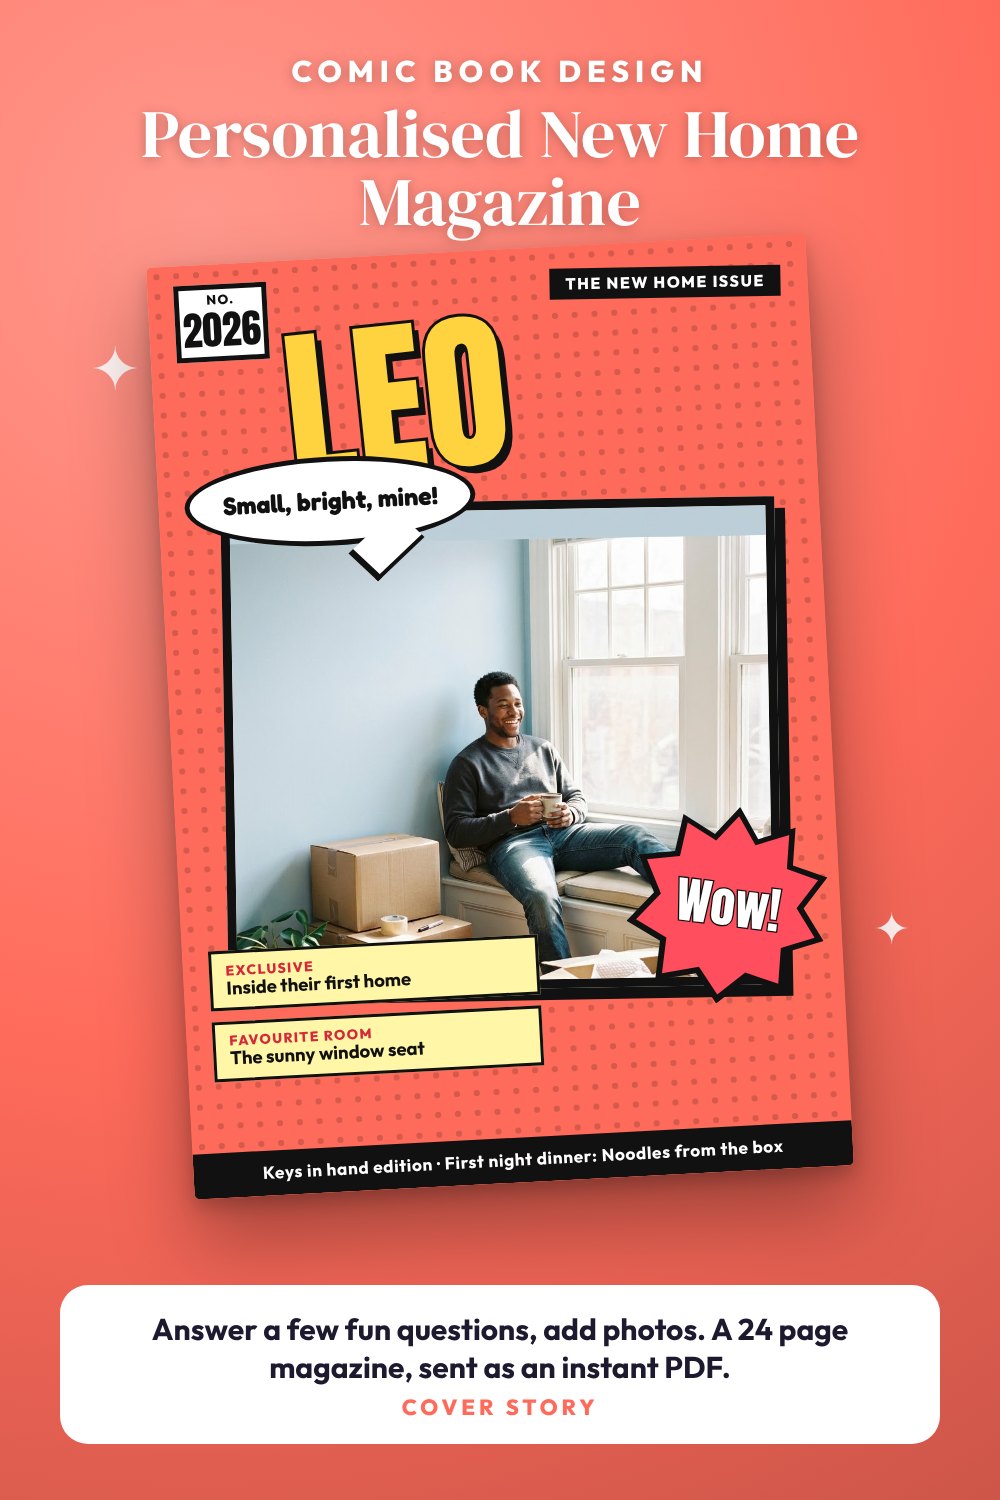 COMIC BOOK DESIGN
Personalised New Home
Magazine
NO.
2026
THE NEW HOME ISSUE
LEO
Small, bright, mine!
Wow!
EXCLUSIVE
Inside their first home
FAVOURITE ROOM
The sunny window seat
Keys in hand edition · First night dinner: Noodles from the box
Answer a few fun questions, add photos. A 24 page
magazine, sent as an instant PDF.
COVER STORY